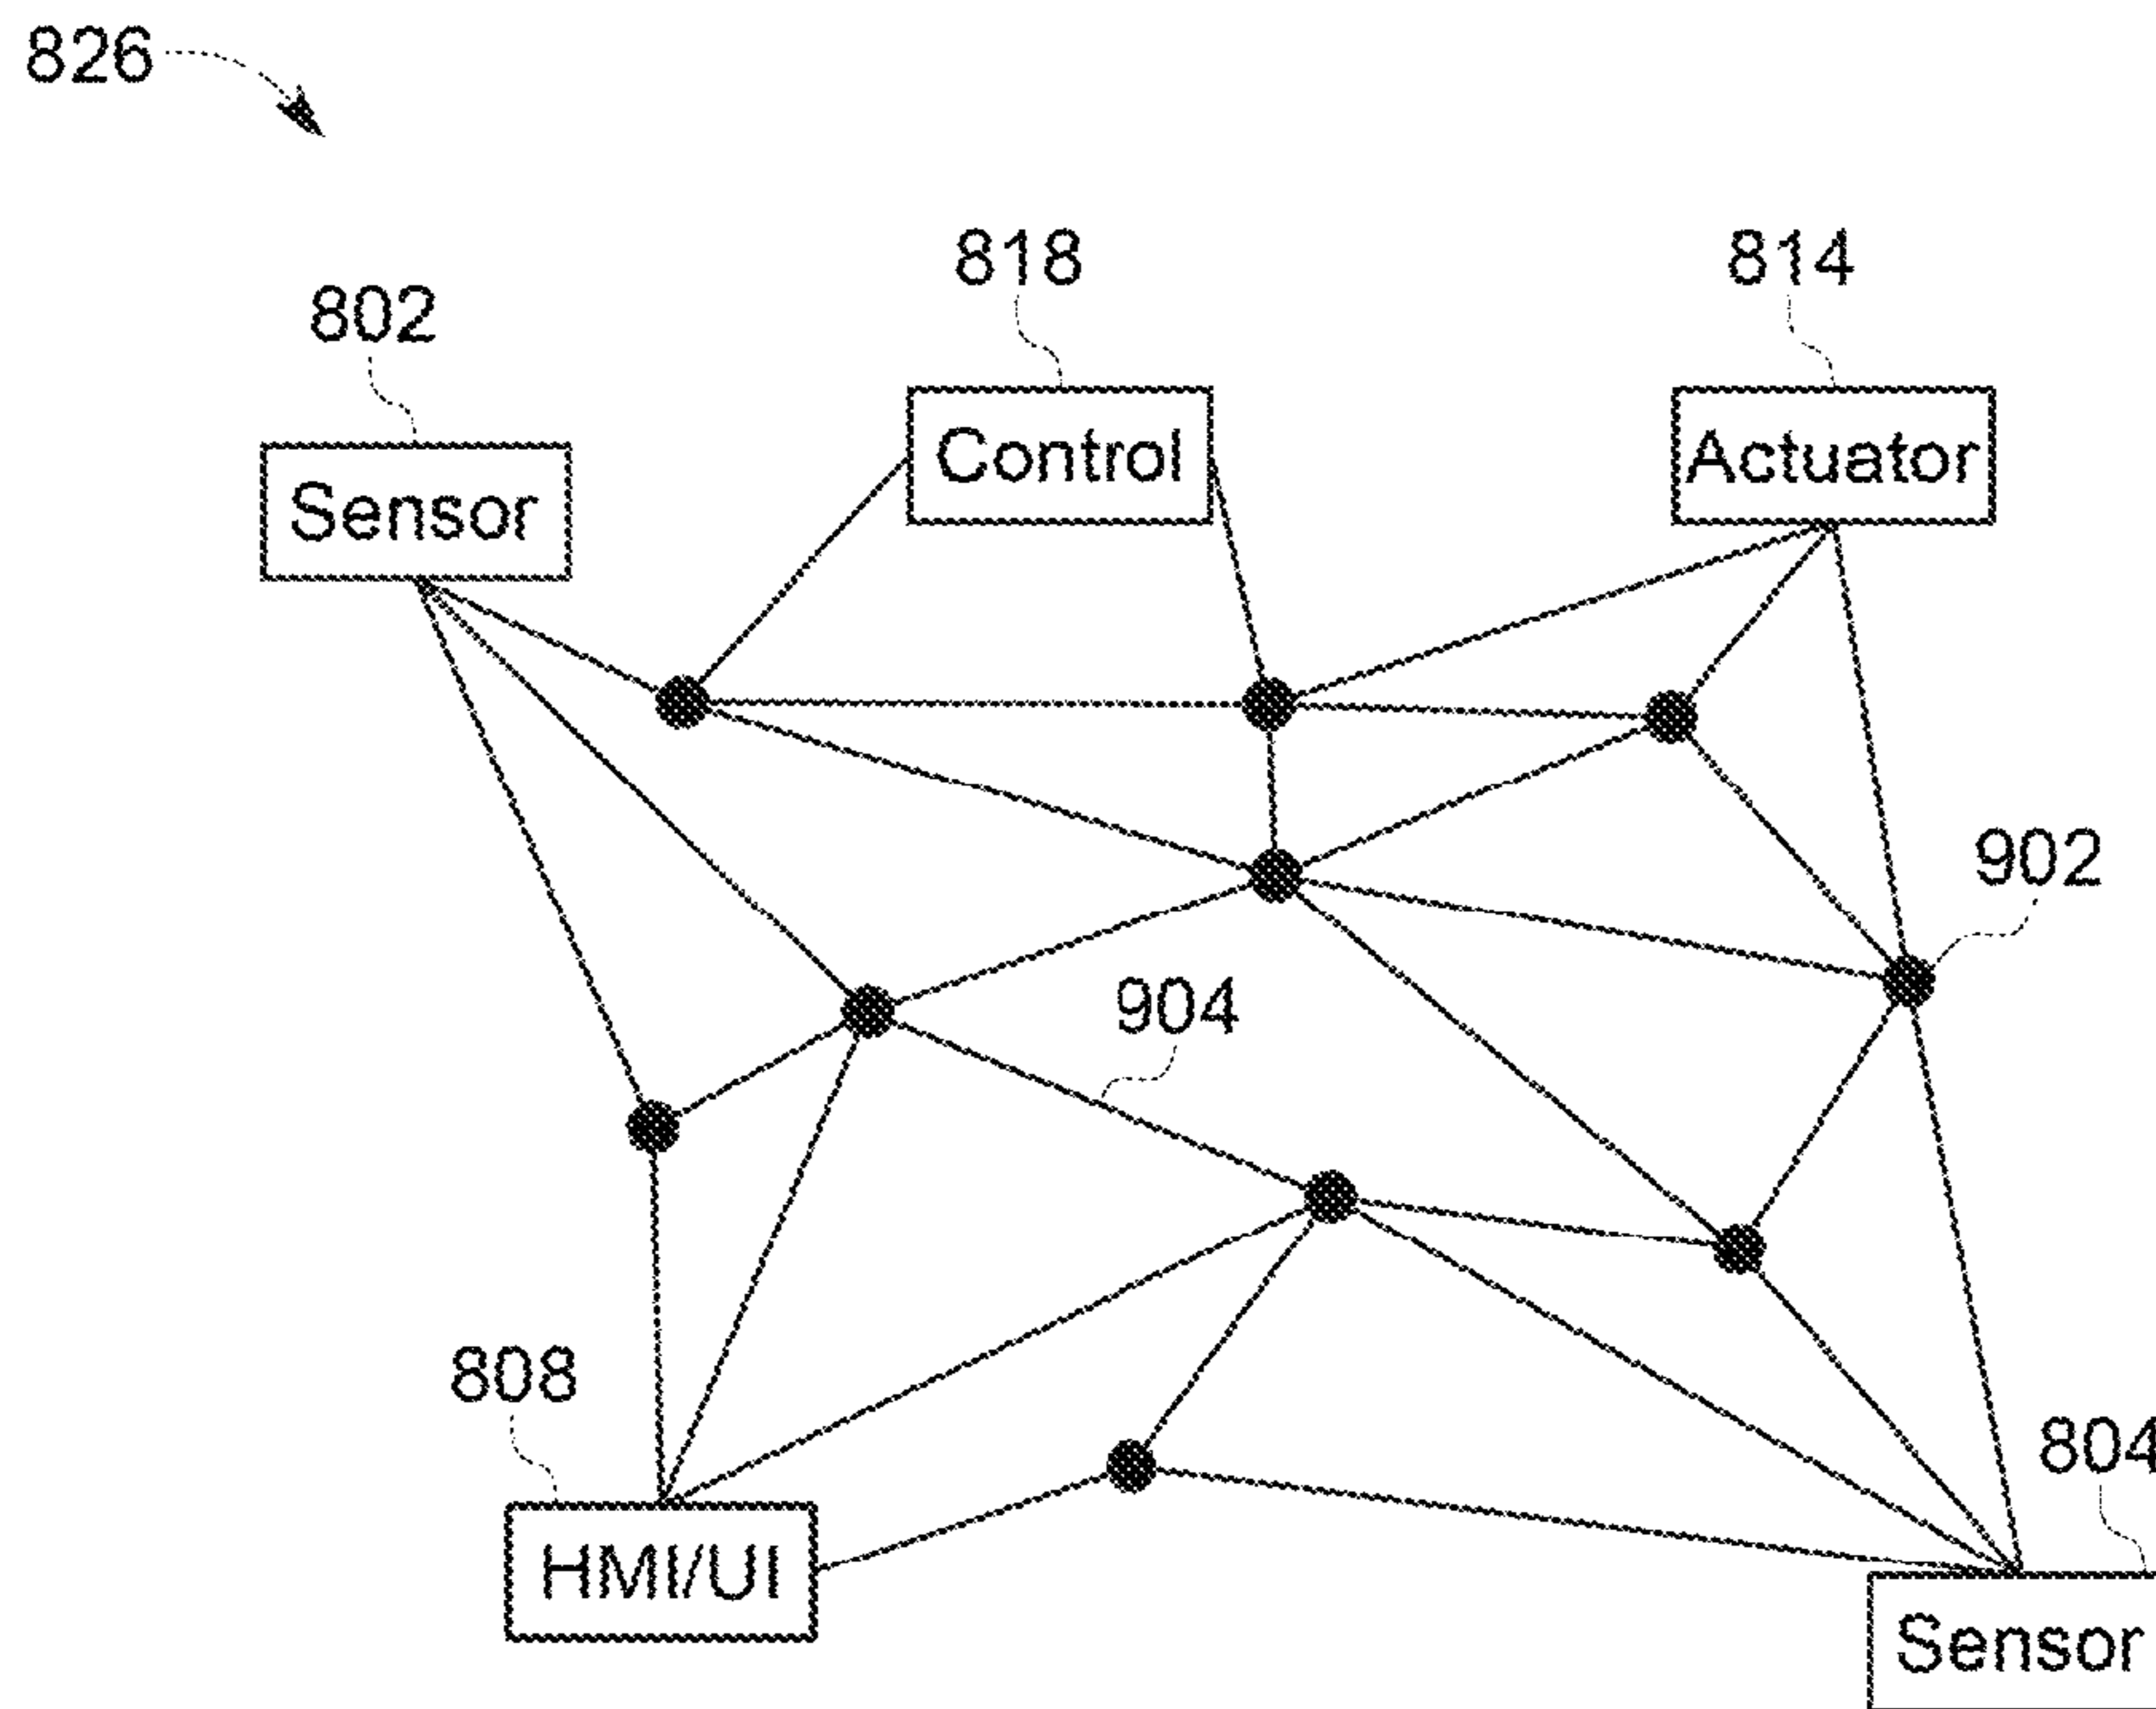 826
818
814
802
Control
Actuator
Sensor
902
904
808
804
HMI/UI
Sensor